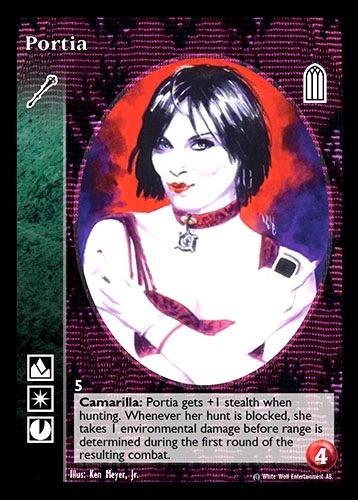 Portia
5
Camarilla: Portia gets +1 stealth when
hunting. Whenever her hunt is blocked, she
takes 1 environmental damage before range is
determined during the first round of the
resulting combat.
4
Illus: Ken Meyer, Jr.
(C) White Wolf Entertainment AB.